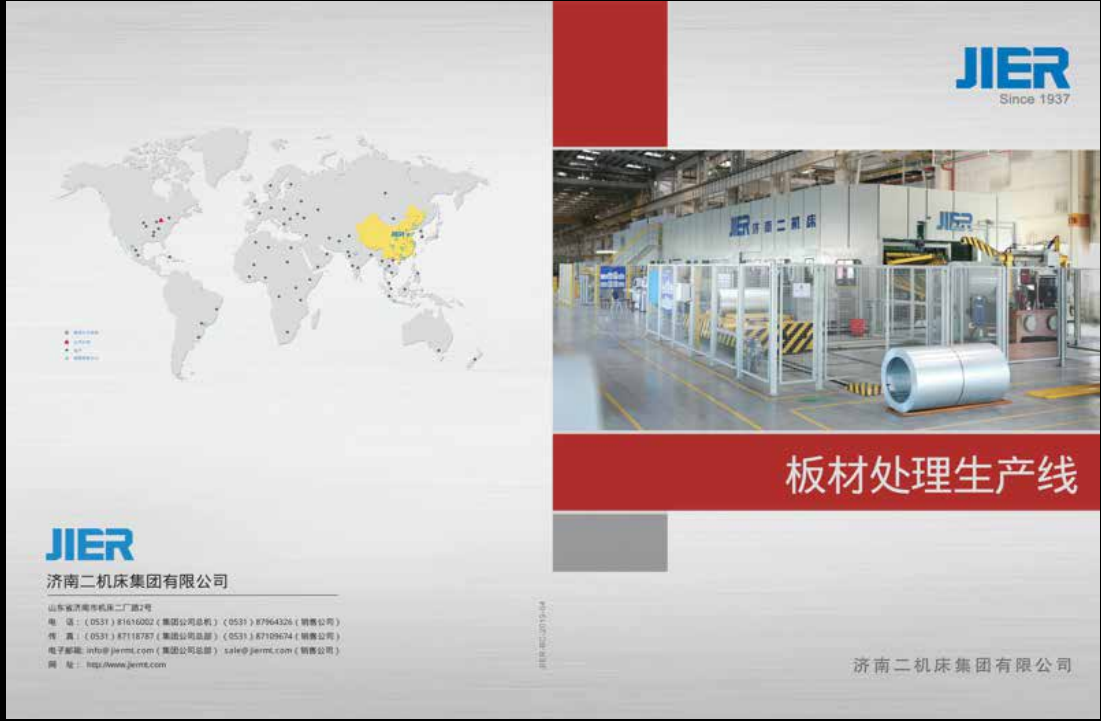 JIER
济南二机床集团有限公司
山东省济南市机床二厂路2号
电 话:(0531)81616002(集团公司总机)(0531)87964326(销售公司)
传 真:(0531)87118787(集团公司总部)(0531)87109674(销售公司)
电子邮箱: info@jiermt.com(集团公司总部) sale@jiermt.com(销售公司)
网 址: http://www.jiermt.com
JIER-BC-2019-04
JIER
Since 1937
JIER 济南二机床
JIER
板材处理生产线
济南二机床集团有限公司